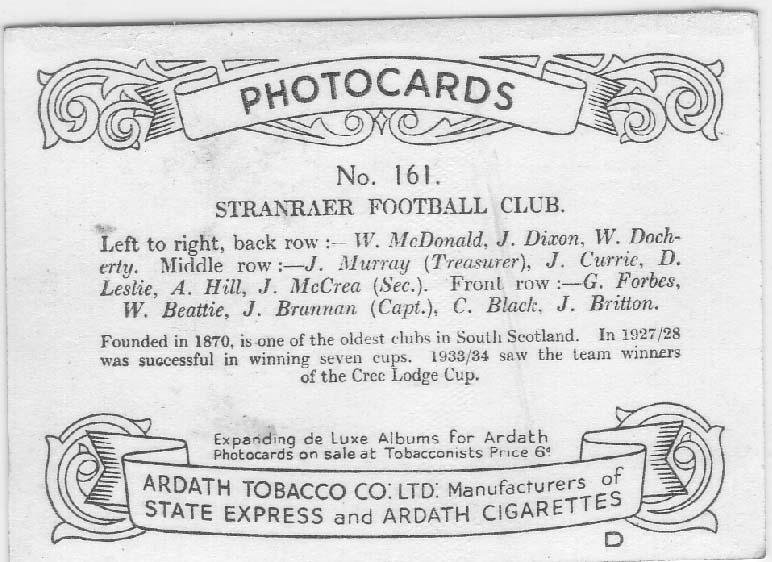 PHOTOCARDS
No. 161.
STRANRAER FOOTBALL CLUB.
Left to right, back row :— W. McDonald, J. Dixon, W. Doch-
erty. Middle row :—J. Murray (Treasurer), J. Currie, D.
Leslie, A. Hill, J. McCrea (Sec.). Front row :—G. Forbes,
W. Beattie, J. Brannan (Capt.), C. Black, J. Britton.
Founded in 1870, is one of the oldest clubs in South Scotland. In 1927/28
was successful in winning seven cups. 1933/34 saw the team winners
of the Cree Lodge Cup.
Expanding de Luxe Albums for Ardath
Photocards on sale at Tobacconists Price 6d
ARDATH TOBACCO CO: LTD: Manufacturers of
STATE EXPRESS and ARDATH CIGARETTES
D